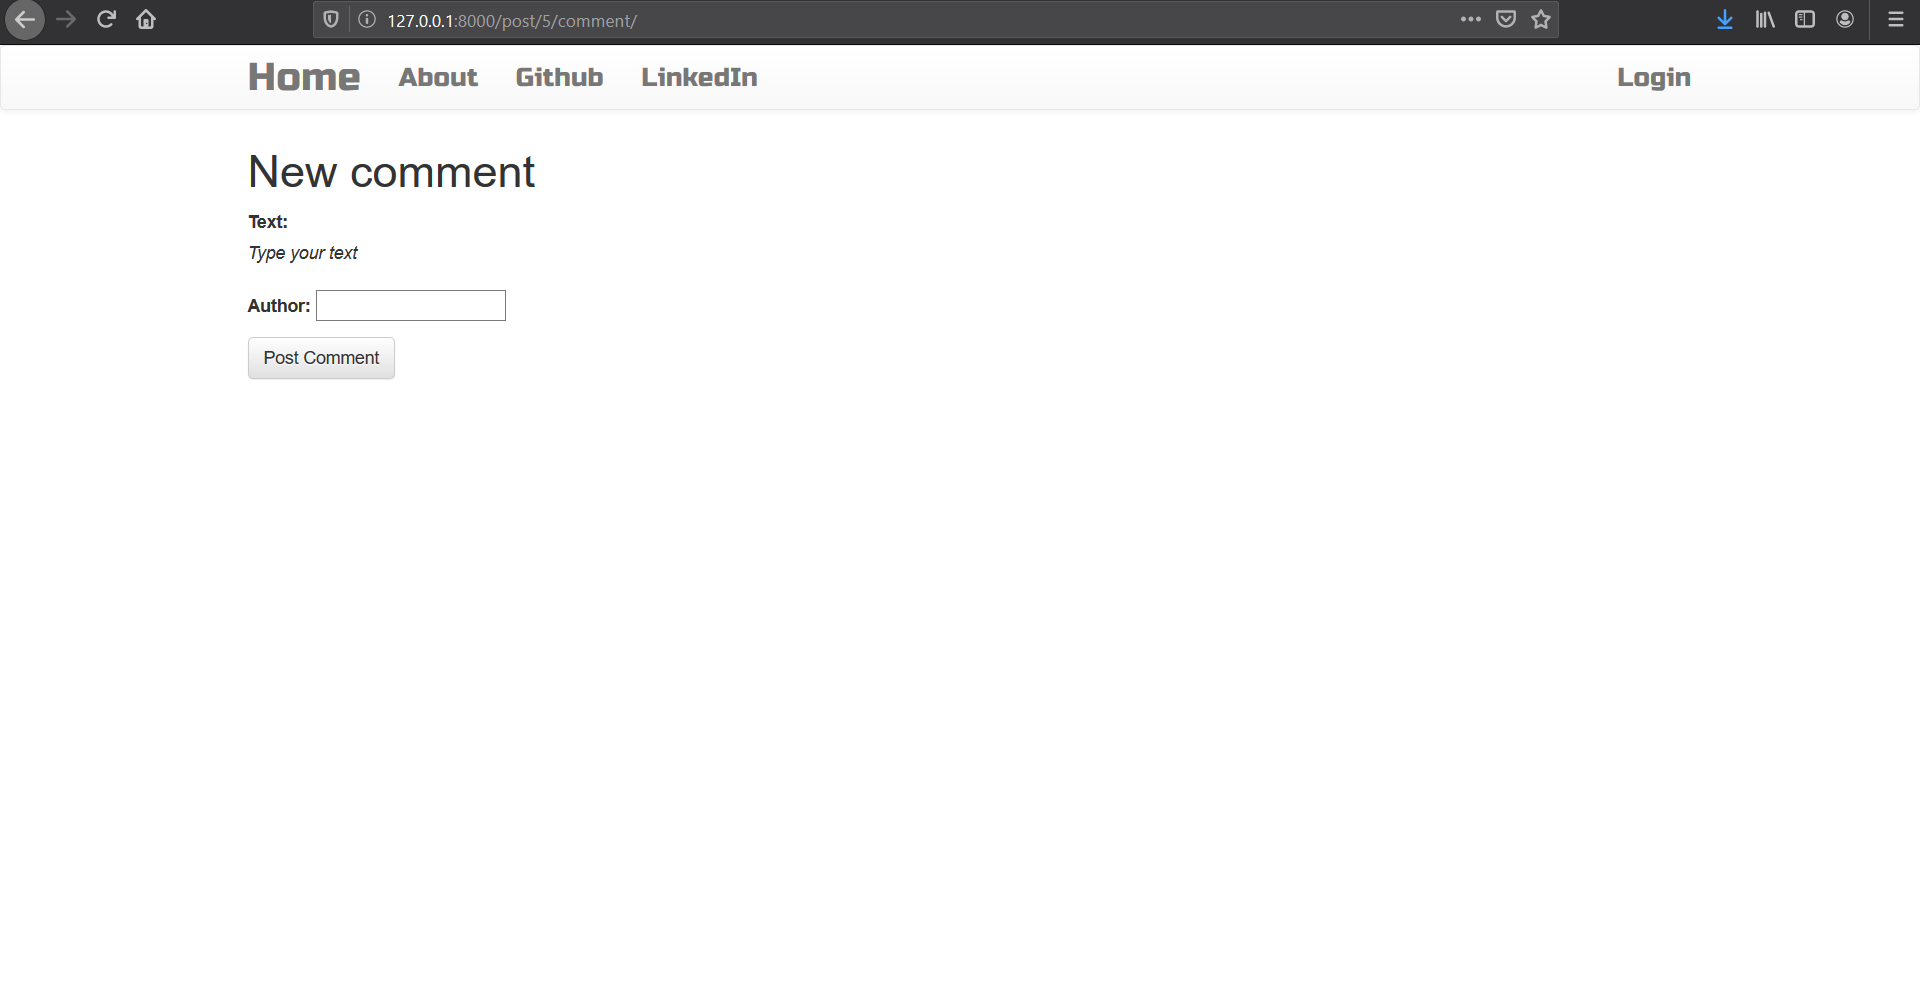 127.0.0.1:8000/post/5/comment/
Home About Github LinkedIn Login
New comment
Text:
Type your text
Author:
Post Comment